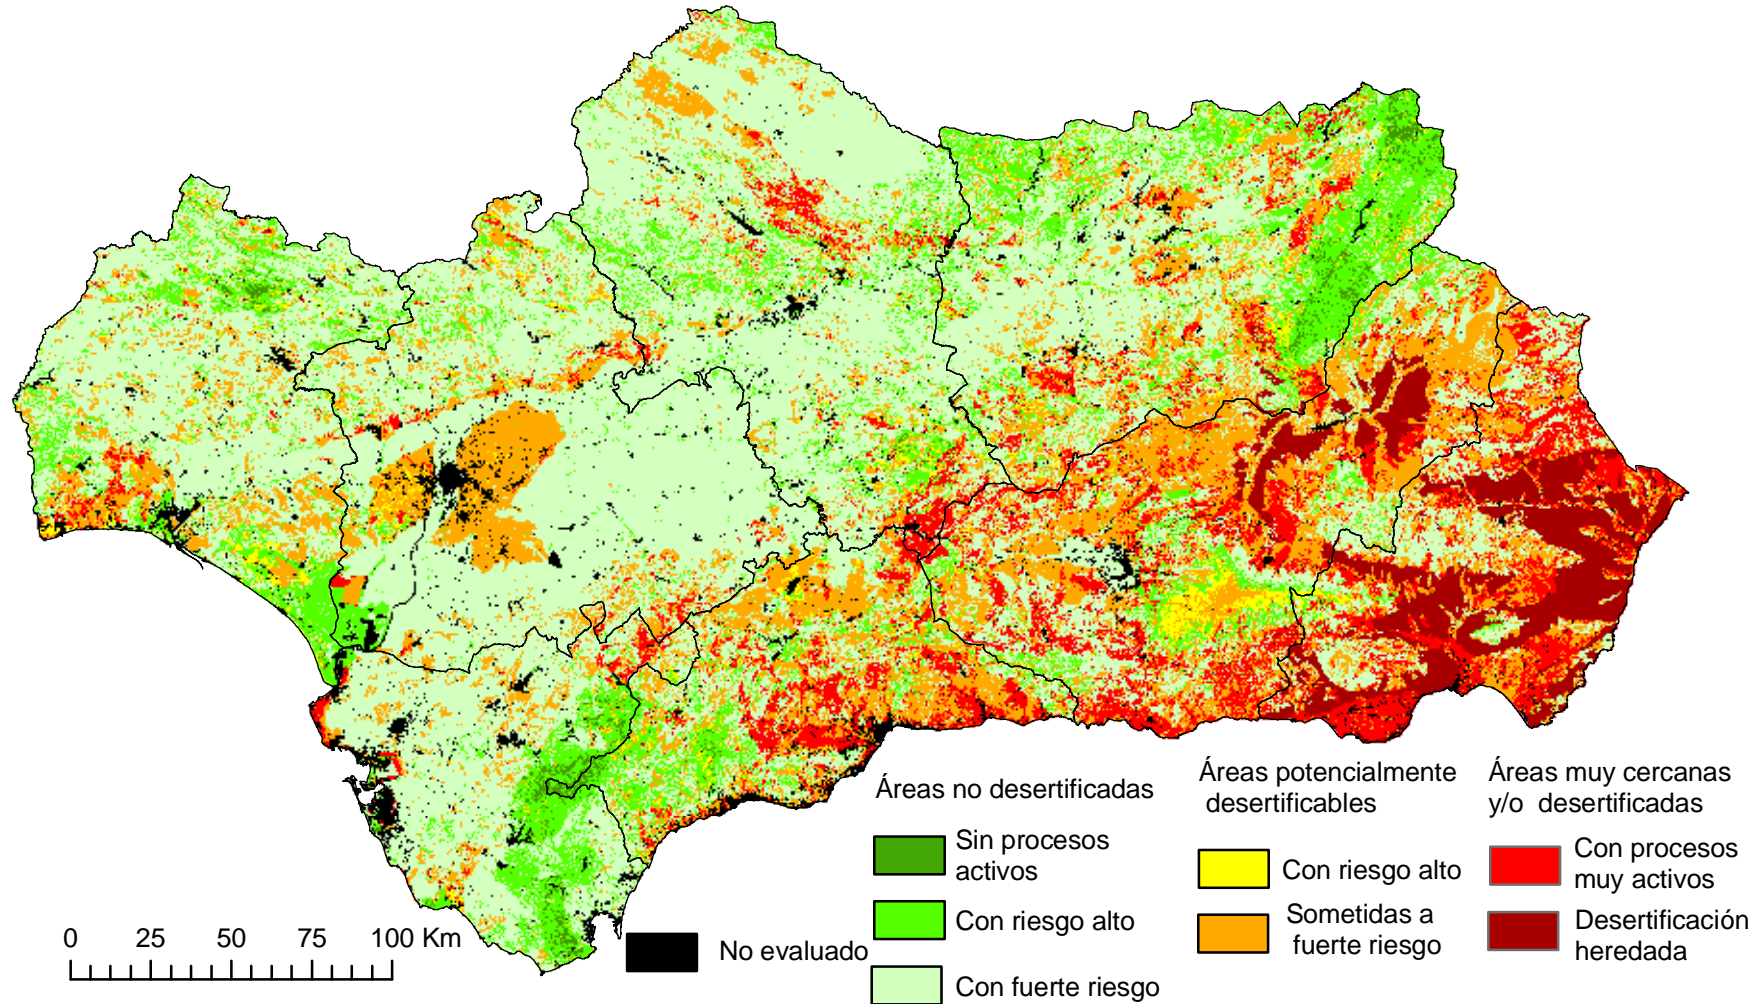 Áreas no desertificadas
Sin procesos
activos
Con riesgo alto
Con fuerte riesgo
Áreas potencialmente
desertificables
Con riesgo alto
Sometidas a
fuerte riesgo
Áreas muy cercanas
y/o desertificadas
Con procesos
muy activos
Desertificación
heredada
No evaluado
0 25 50 75 100 Km